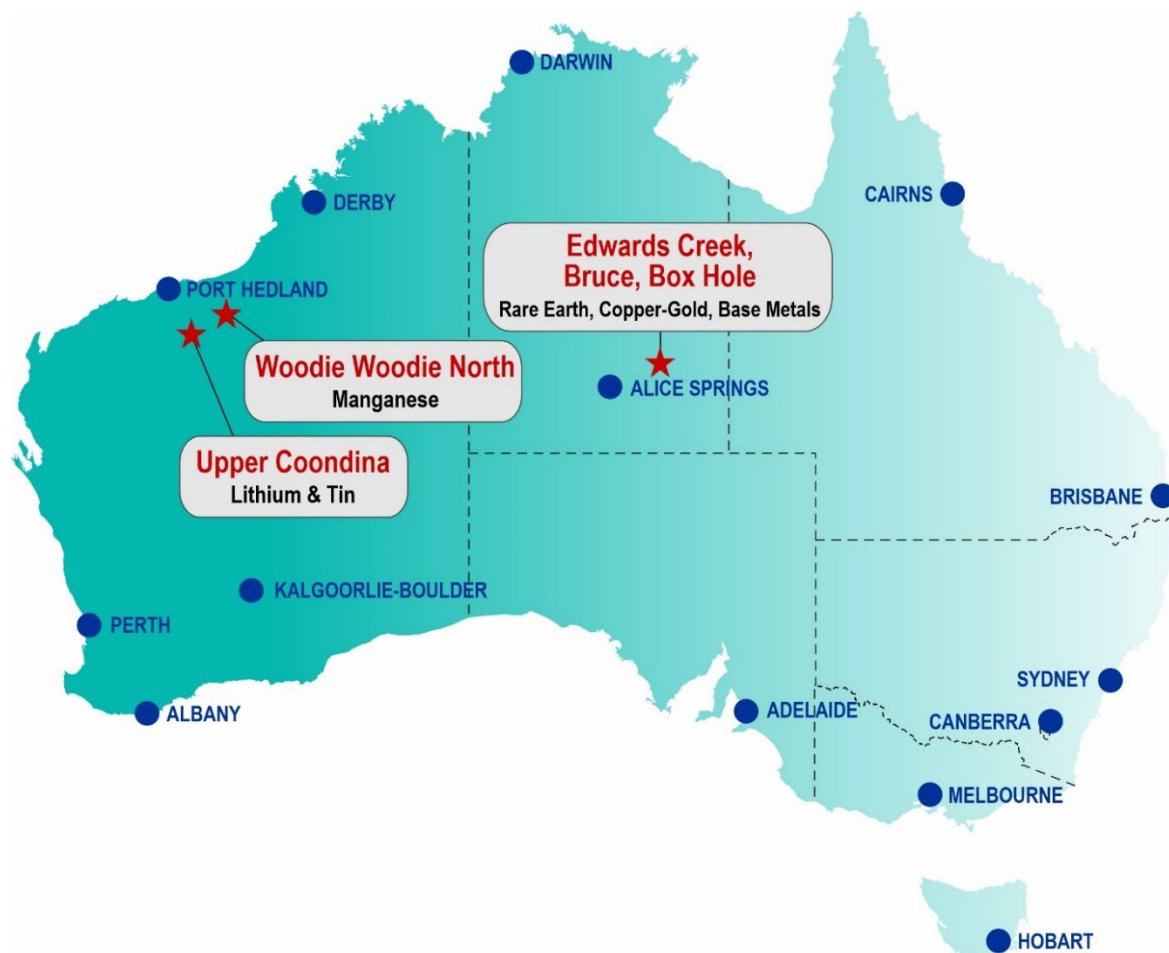 DARWIN
DERBY
CAIRNS
Edwards Creek,
Bruce, Box Hole
Rare Earth, Copper-Gold, Base Metals
PORT HEDLAND
Woodie Woodie North
Manganese
ALICE SPRINGS
Upper Coondina
Lithium & Tin
BRISBANE
KALGOORLIE-BOULDER
PERTH
SYDNEY
ALBANY
ADELAIDE
CANBERRA
MELBOURNE
HOBART